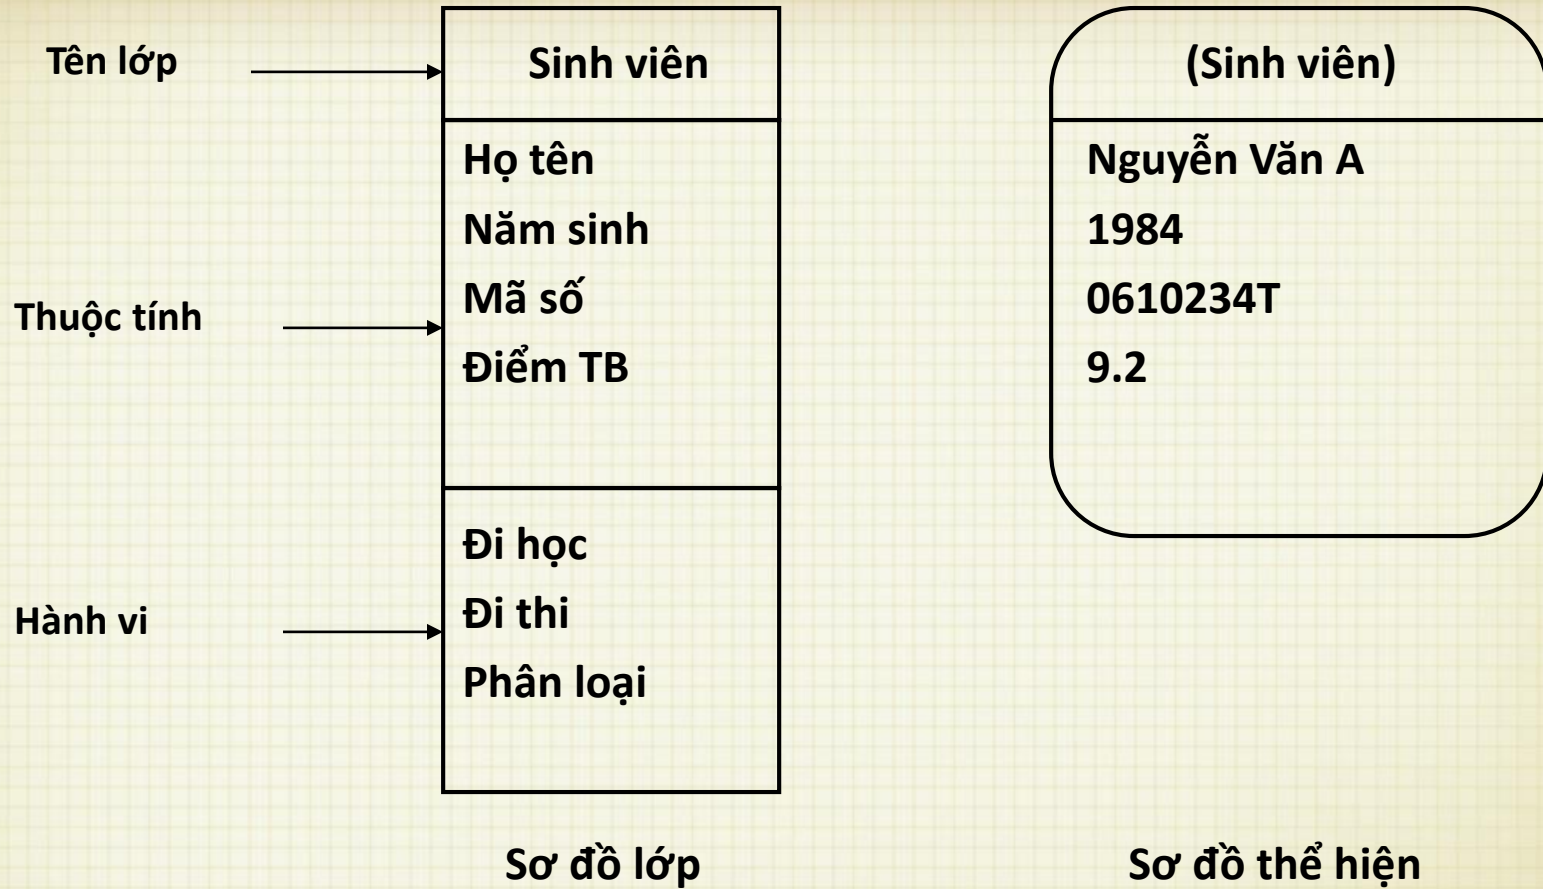 Tên lớp
Sinh viên
Thuộc tính
Họ tên
Năm sinh
Mã số
Điểm TB
Hành vi
Đi học
Đi thi
Phân loại
Sơ đồ lớp
(Sinh viên)
Nguyễn Văn A
1984
0610234T
9.2
Sơ đồ thể hiện